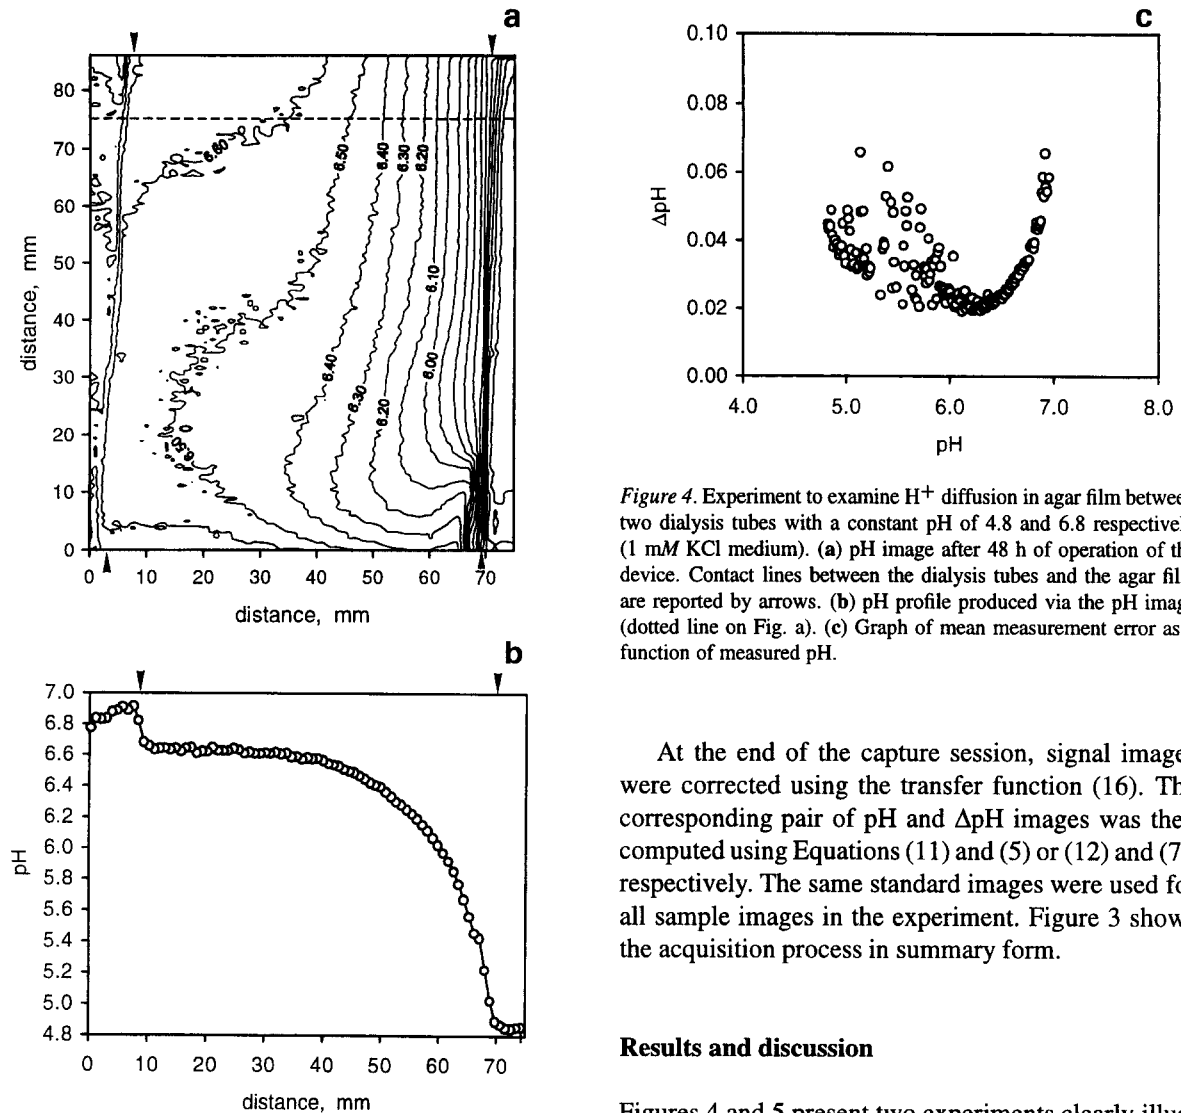 a
80
70
60
50
40
30
20
10
0
distance, mm
6.60
6.50
6.40
6.30
6.20
6.10
6.50
6.40
6.30
6.20
6.00
0 10 20 30 40 50 60 70
distance, mm
b
7.0
6.8
6.6
6.4
6.2
6.0
5.8
5.6
5.4
5.2
5.0
4.8
pH
0 10 20 30 40 50 60 70
distance, mm
c
0.10
0.08
0.06
0.04
0.02
0.00
ΔpH
4.0 5.0 6.0 7.0 8.0
pH
Figure 4. Experiment to examine H+ diffusion in agar film betwee
two dialysis tubes with a constant pH of 4.8 and 6.8 respectivel
(1 mM KCl medium). (a) pH image after 48 h of operation of th
device. Contact lines between the dialysis tubes and the agar fil
are reported by arrows. (b) pH profile produced via the pH imag
(dotted line on Fig. a). (c) Graph of mean measurement error as
function of measured pH.
At the end of the capture session, signal image
were corrected using the transfer function (16). Th
corresponding pair of pH and ΔpH images was the
computed using Equations (11) and (5) or (12) and (7
respectively. The same standard images were used fo
all sample images in the experiment. Figure 3 show
the acquisition process in summary form.
Results and discussion
Figures 4 and 5 present two experiments clearly illus